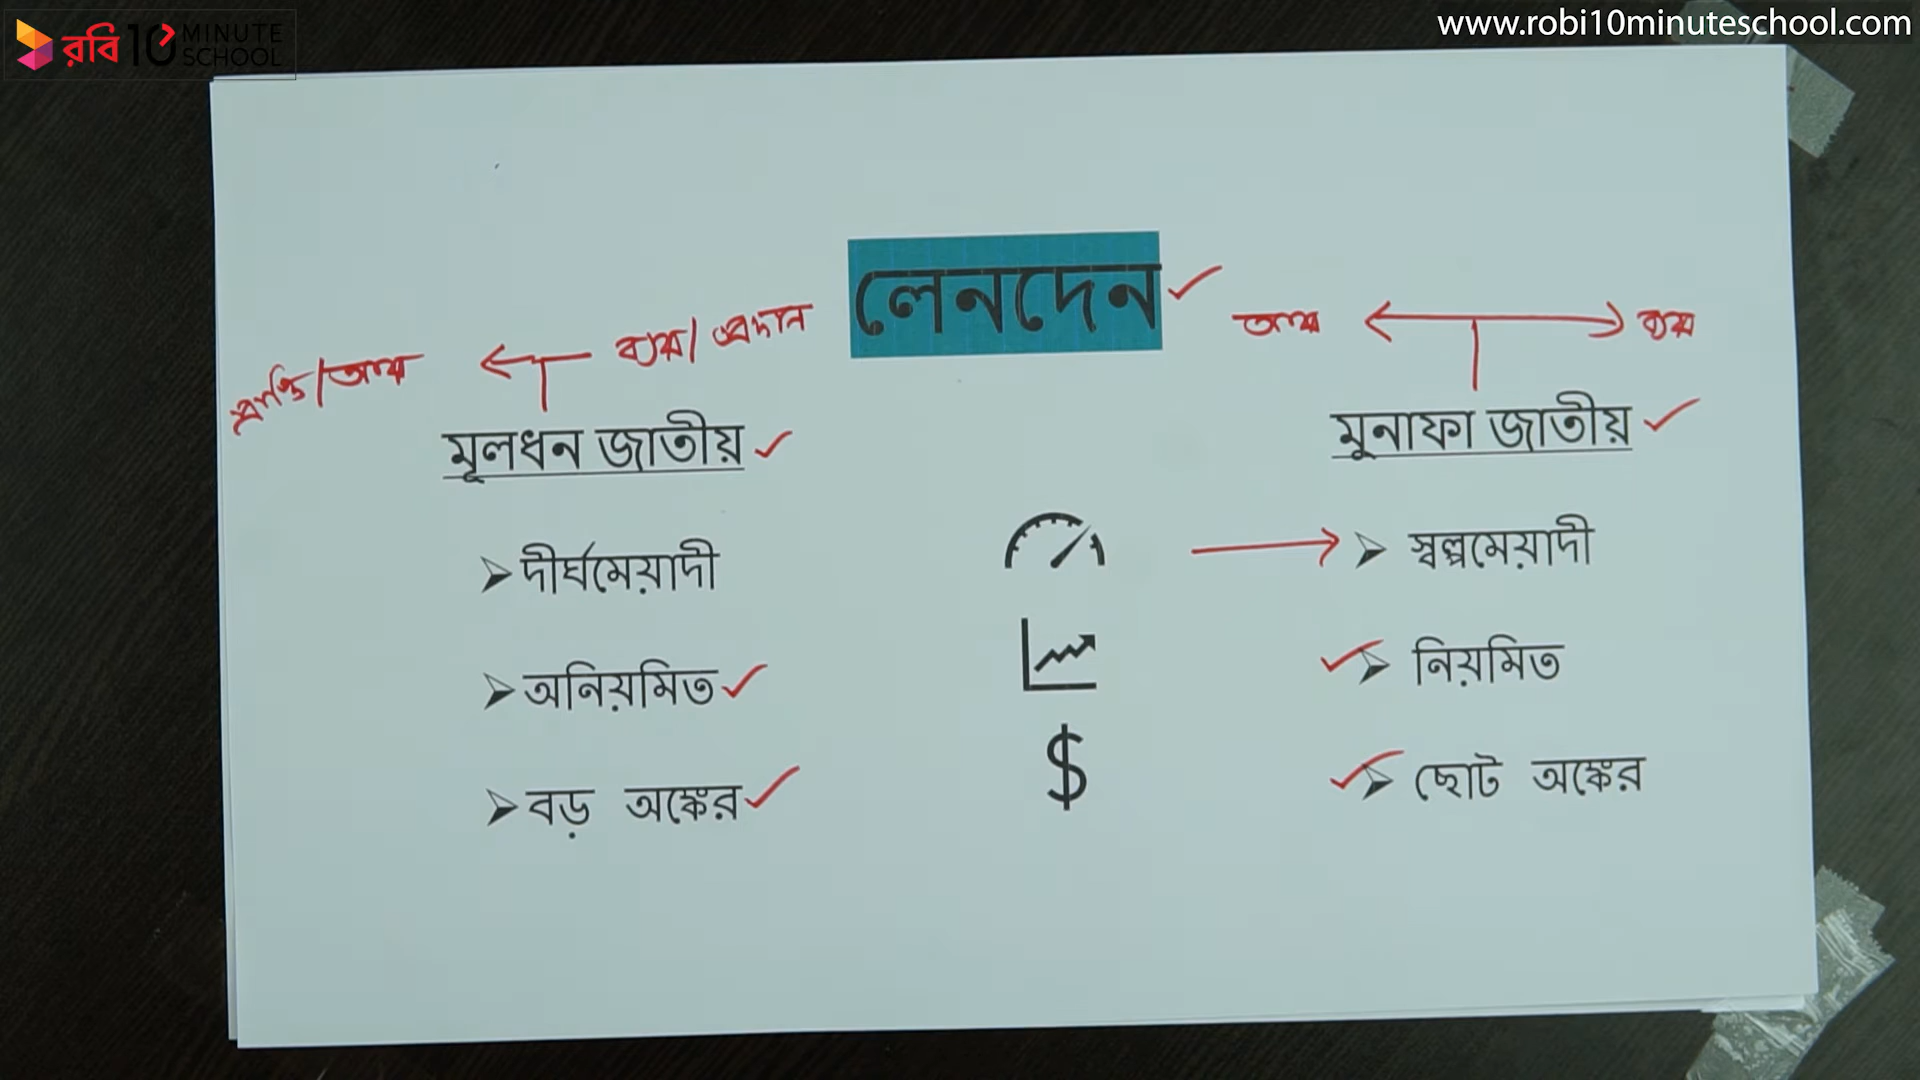 রবি 10 MINUTE SCHOOL
www.robi10minuteschool.com
লেনদেন
প্রাপ্তি/আয় ব্যয়/প্রদান
আয় ব্যয়
মূলধন জাতীয়
মুনাফা জাতীয়
➢ দীর্ঘমেয়াদী
➢ স্বল্পমেয়াদী
➢ অনিয়মিত
➢ নিয়মিত
$
➢ বড় অঙ্কের
➢ ছোট অঙ্কের